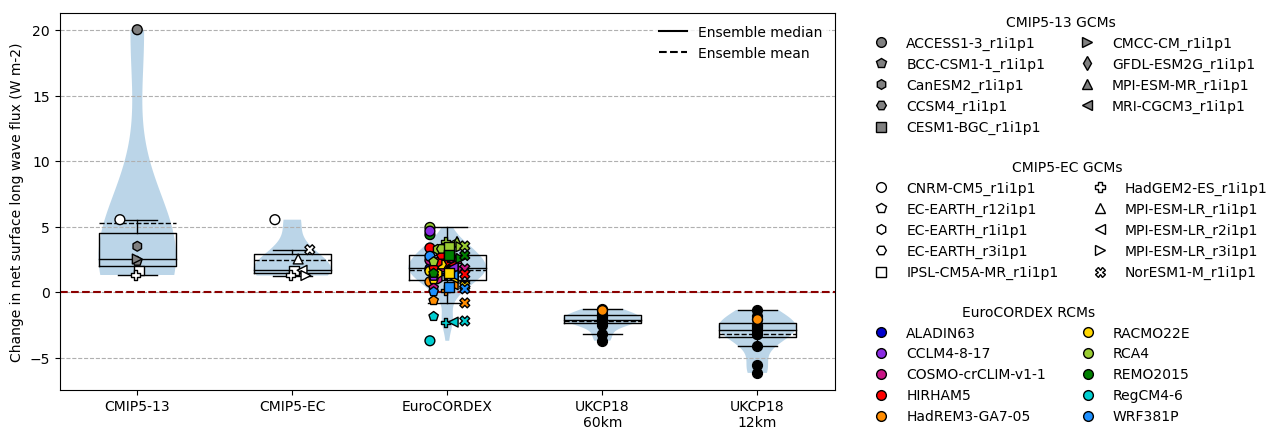 Change in net surface long wave flux (W m-2)
20
15
10
5
0
−5
Ensemble median
Ensemble mean
CMIP5-13
CMIP5-EC
EuroCORDEX
UKCP18
60km
UKCP18
12km
CMIP5-13 GCMs
ACCESS1-3_r1i1p1
BCC-CSM1-1_r1i1p1
CanESM2_r1i1p1
CCSM4_r1i1p1
CESM1-BGC_r1i1p1
CMCC-CM_r1i1p1
GFDL-ESM2G_r1i1p1
MPI-ESM-MR_r1i1p1
MRI-CGCM3_r1i1p1
CMIP5-EC GCMs
CNRM-CM5_r1i1p1
EC-EARTH_r12i1p1
EC-EARTH_r1i1p1
EC-EARTH_r3i1p1
IPSL-CM5A-MR_r1i1p1
HadGEM2-ES_r1i1p1
MPI-ESM-LR_r1i1p1
MPI-ESM-LR_r2i1p1
MPI-ESM-LR_r3i1p1
NorESM1-M_r1i1p1
EuroCORDEX RCMs
ALADIN63
CCLM4-8-17
COSMO-crCLIM-v1-1
HIRHAM5
HadREM3-GA7-05
RACMO22E
RCA4
REMO2015
RegCM4-6
WRF381P